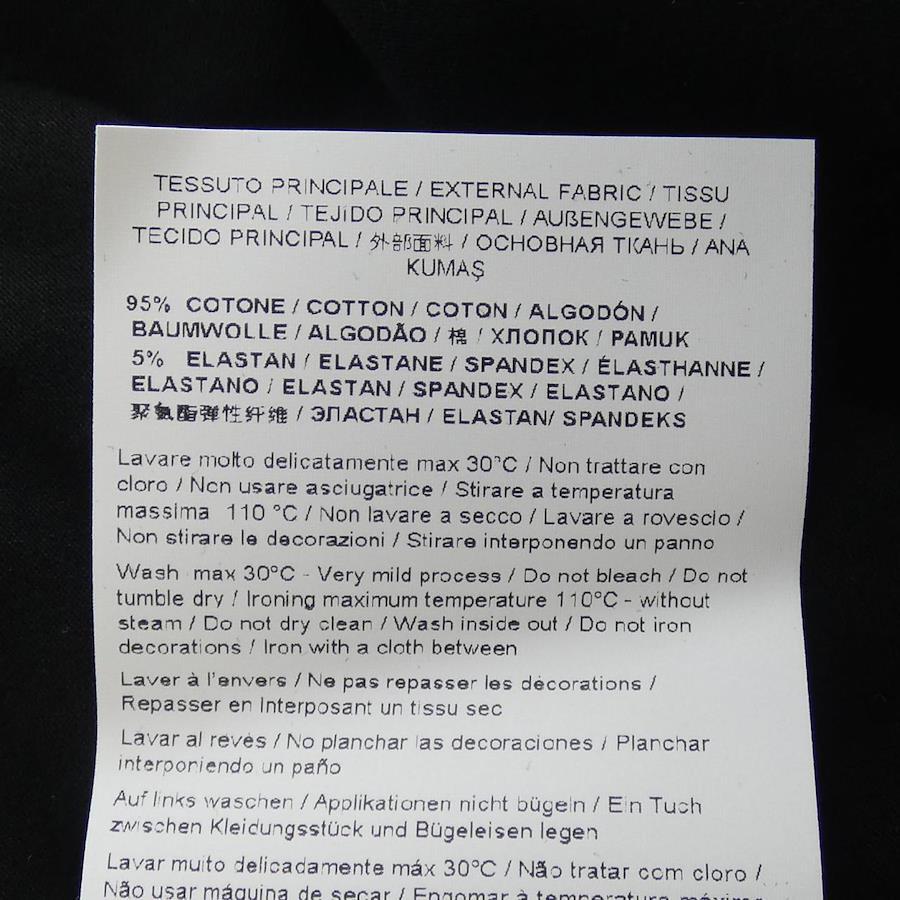 TESSUTO PRINCIPALE / EXTERNAL FABRIC / TISSU
PRINCIPAL / TEJIDO PRINCIPAL / AUßENGEWEBE /
TECIDO PRINCIPAL / 外部面料 / ОСНОВНАЯ ТКАНЬ / ANA
KUMAŞ
95% COTONE / COTTON / COTON / ALGODÓN /
BAUMWOLLE / ALGODÃO / 棉 / ХЛОПОК / PAMUK
5% ELASTAN / ELASTANE / SPANDEX / ÉLASTHANNE /
ELASTANO / ELASTAN / SPANDEX / ELASTANO /
聚氨酯弹性纤维 / ЭЛАСТАН / ELASTAN/ SPANDEKS
Lavare molto delicatamente max 30°C / Non trattare con
cloro / Non usare asciugatrice / Stirare a temperatura
massima 110 °C / Non lavare a secco / Lavare a rovescio /
Non stirare le decorazioni / Stirare interponendo un panno
Wash max 30°C - Very mild process / Do not bleach / Do not
tumble dry / Ironing maximum temperature 110°C - without
steam / Do not dry clean / Wash inside out / Do not iron
decorations / Iron with a cloth between
Laver à l'envers / Ne pas repasser les décorations /
Repasser en Interposant un tissu sec
Lavar al revés / No planchar las decoraciones / Planchar
interponiendo un paño
Auf links waschen / Applikationen nicht bügeln / Ein Tuch
zwischen Kleidungsstück und Bügeleisen legen
Lavar muito delicadamente máx 30°C / Não tratar com cloro /
Não usar máquina de secar / Engomar à temperatura máxima